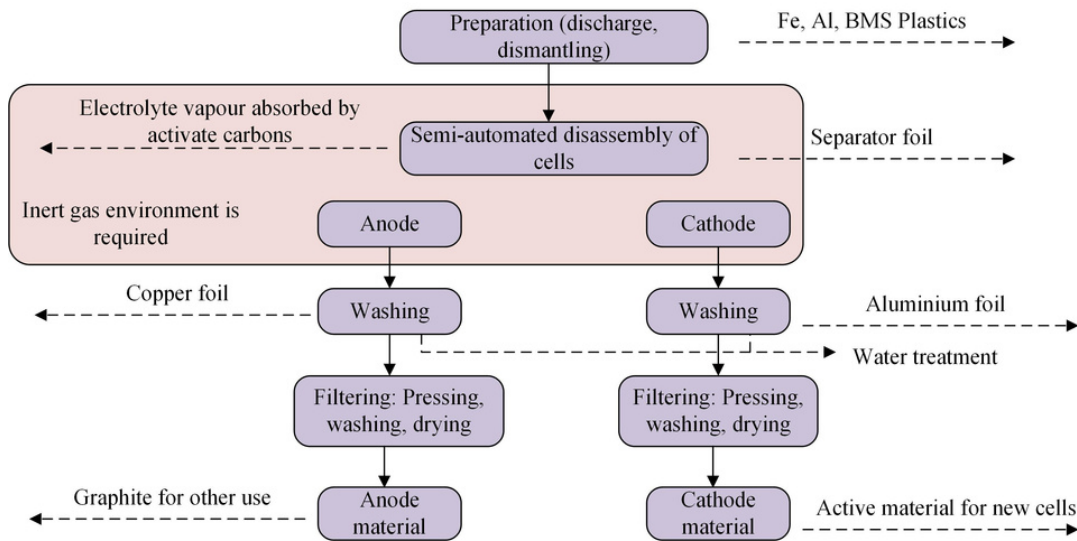 Preparation (discharge,
dismantling)
Fe, Al, BMS Plastics
Electrolyte vapour absorbed by
activate carbons
Semi-automated disassembly of
cells
Separator foil
Inert gas environment is
required
Anode
Cathode
Copper foil
Washing
Washing
Aluminium foil
Water treatment
Filtering: Pressing,
washing, drying
Filtering: Pressing,
washing, drying
Graphite for other use
Anode
material
Cathode
material
Active material for new cells